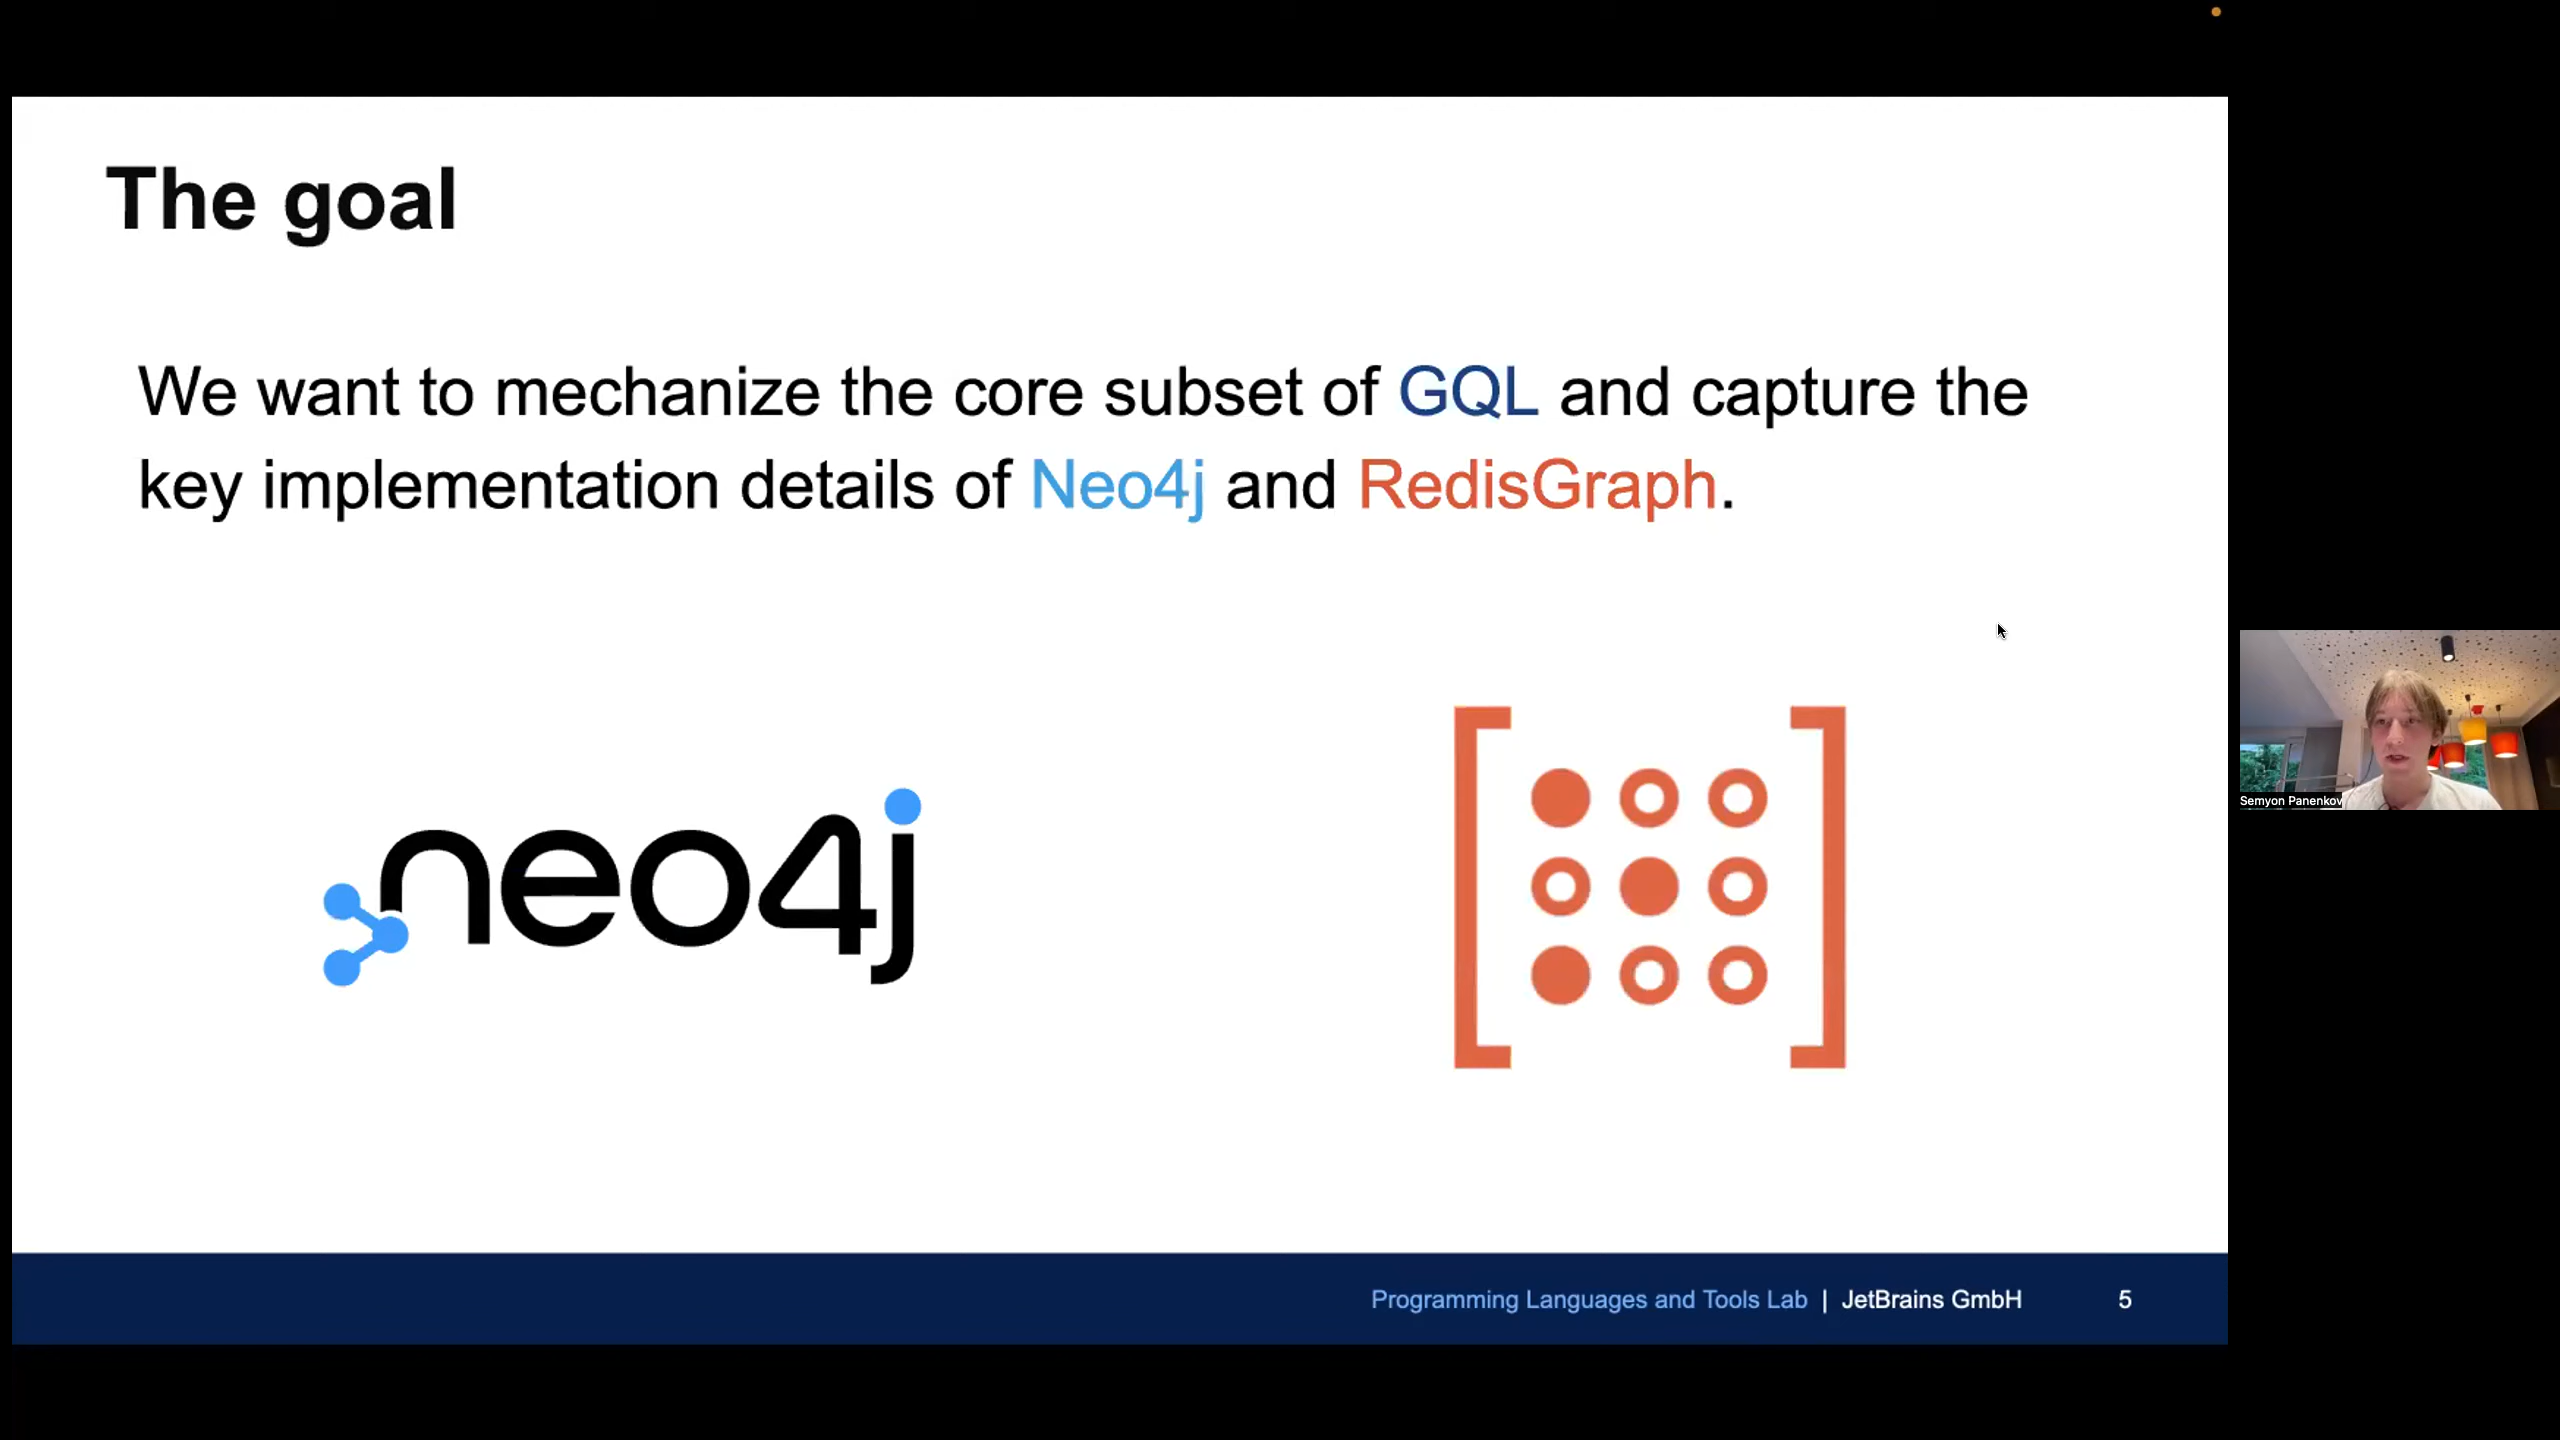 The goal
We want to mechanize the core subset of GQL and capture the
key implementation details of Neo4j and RedisGraph.
neo4j
Semyon Panenkov
Programming Languages and Tools Lab | JetBrains GmbH 5